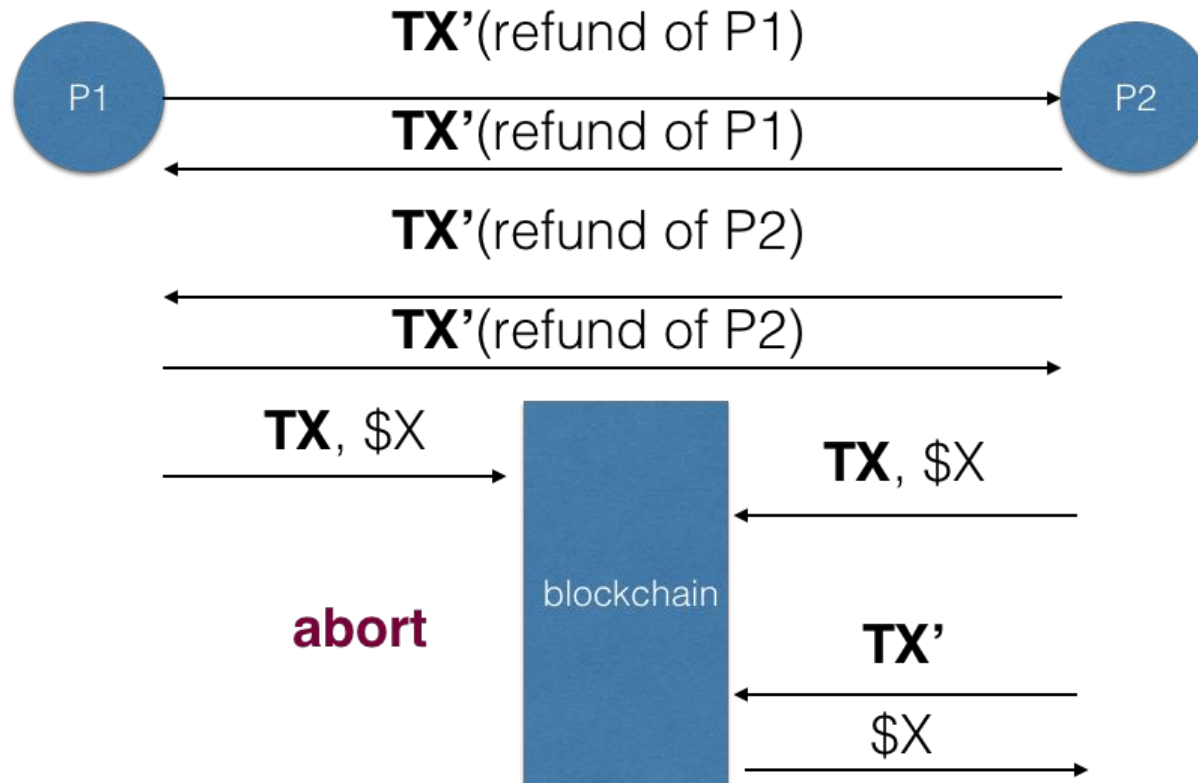 TX’(refund of P1)
P1
P2
TX’(refund of P1)
TX’(refund of P2)
TX’(refund of P2)
TX, $X
TX, $X
blockchain
abort
TX’
$X